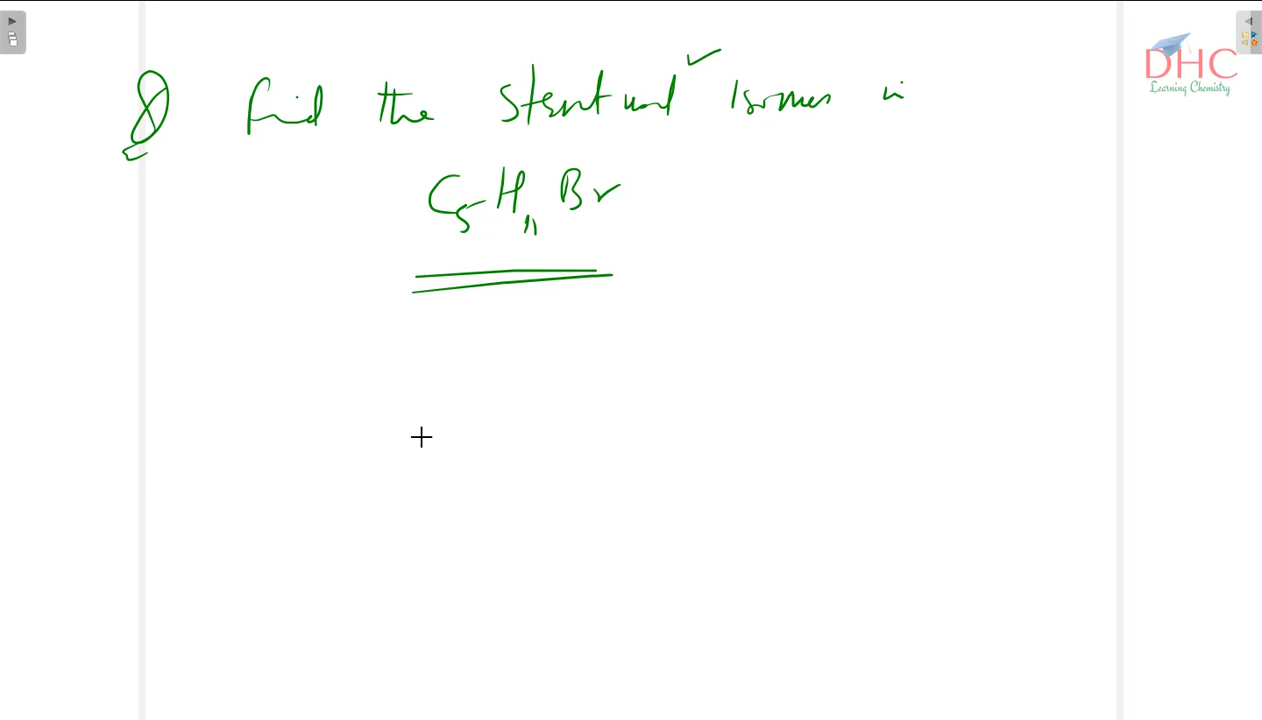 Q find the Structural Isomers in
C5H11Br
DHC
Learning Chemistry